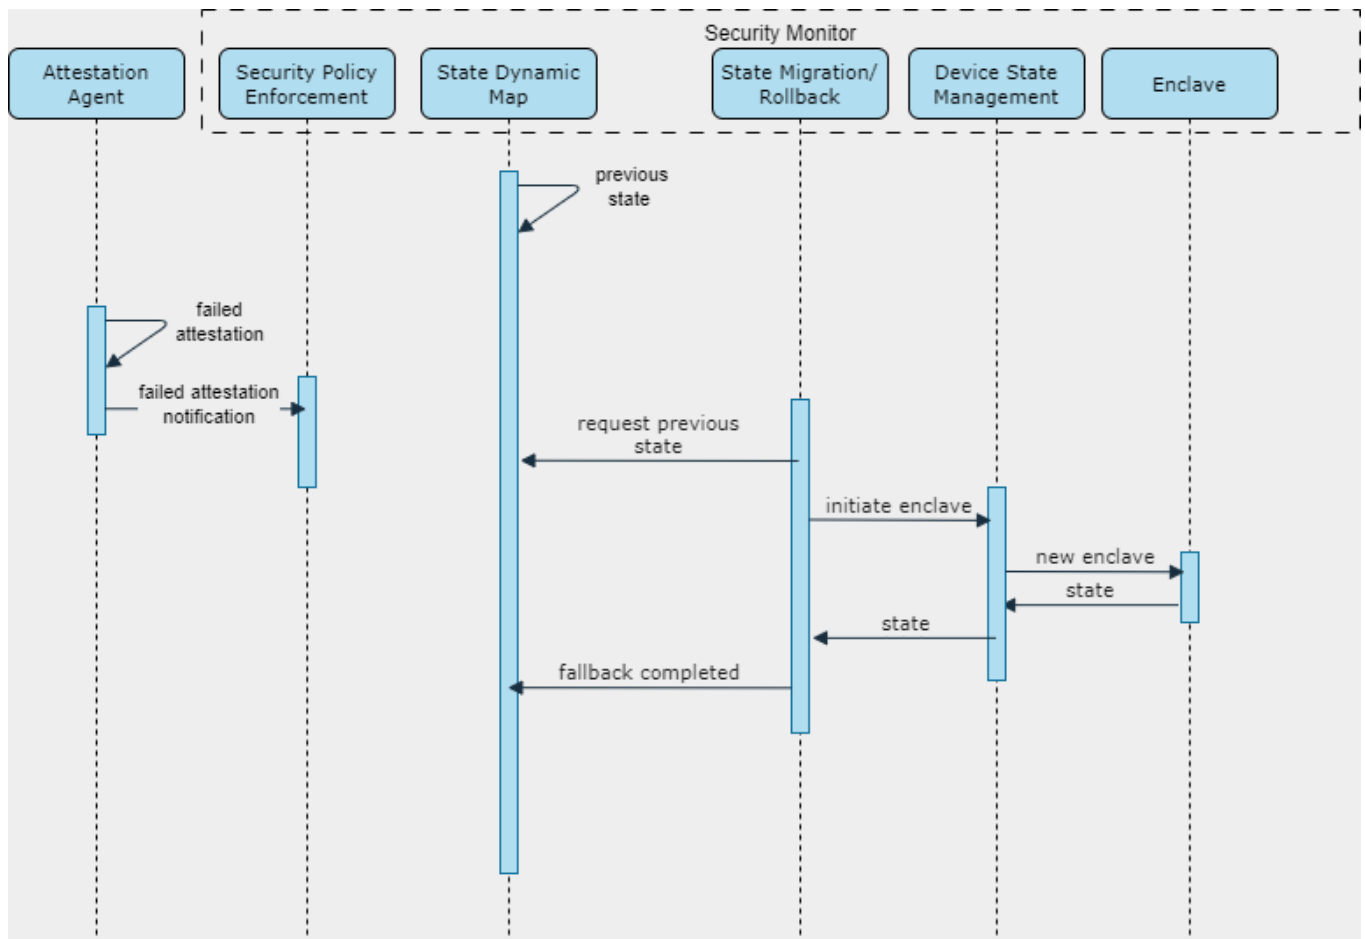 Security Monitor
Attestation
Agent
Security Policy
Enforcement
State Dynamic
Map
State Migration/
Rollback
Device State
Management
Enclave
previous
state
failed
attestation
failed attestation
notification
request previous
state
initiate enclave
new enclave
state
state
fallback completed